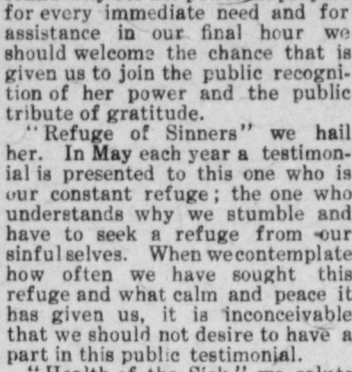 for every immediate need and for
assistance in our final hour we
should welcome the chance that is
given us to join the public recogni-
tion of her power and the public
tribute of gratitude.
"Refuge of Sinners" we hail
her. In May each year a testimon-
ial is presented to this one who is
our constant refuge; the one who
understands why we stumble and
have to seek a refuge from our
sinful selves. When we contemplate
how often we have sought this
refuge and what calm and peace it
has given us, it is inconceivable
that we should not desire to have a
part in this public testimonial.